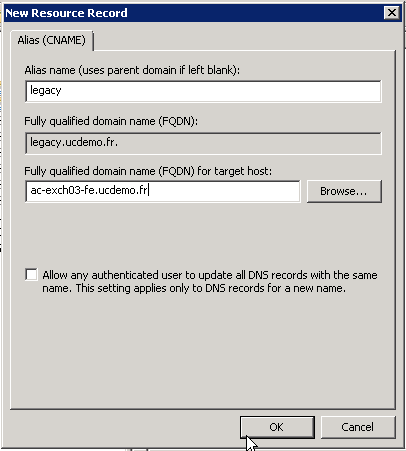 New Resource Record
Alias (CNAME)
Alias name (uses parent domain if left blank):
legacy
Fully qualified domain name (FQDN):
legacy.ucdemo.fr.
Fully qualified domain name (FQDN) for target host:
ac-exch03-fe.ucdemo.fr
Browse...
Allow any authenticated user to update all DNS records with the same
name. This setting applies only to DNS records for a new name.
OK
Cancel